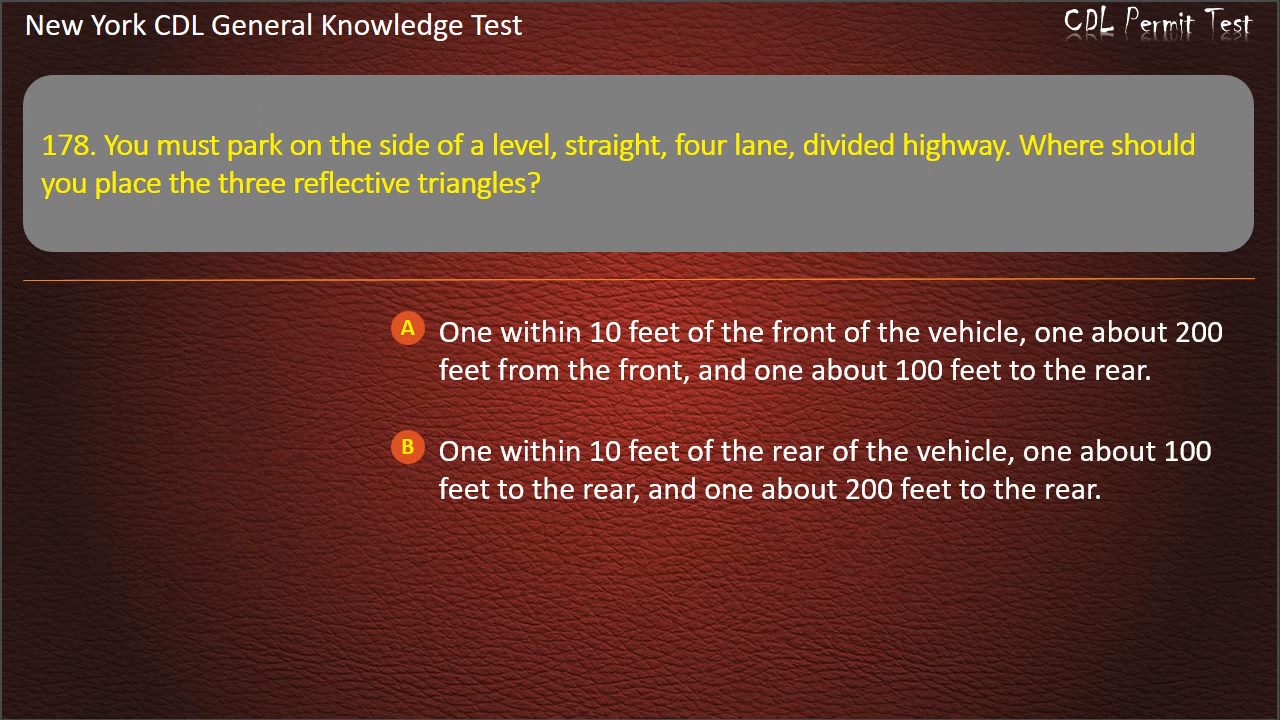 New York CDL General Knowledge Test
CDL Permit Test
178. You must park on the side of a level, straight, four lane, divided highway. Where should
you place the three reflective triangles?
A One within 10 feet of the front of the vehicle, one about 200
feet from the front, and one about 100 feet to the rear.
B One within 10 feet of the rear of the vehicle, one about 100
feet to the rear, and one about 200 feet to the rear.